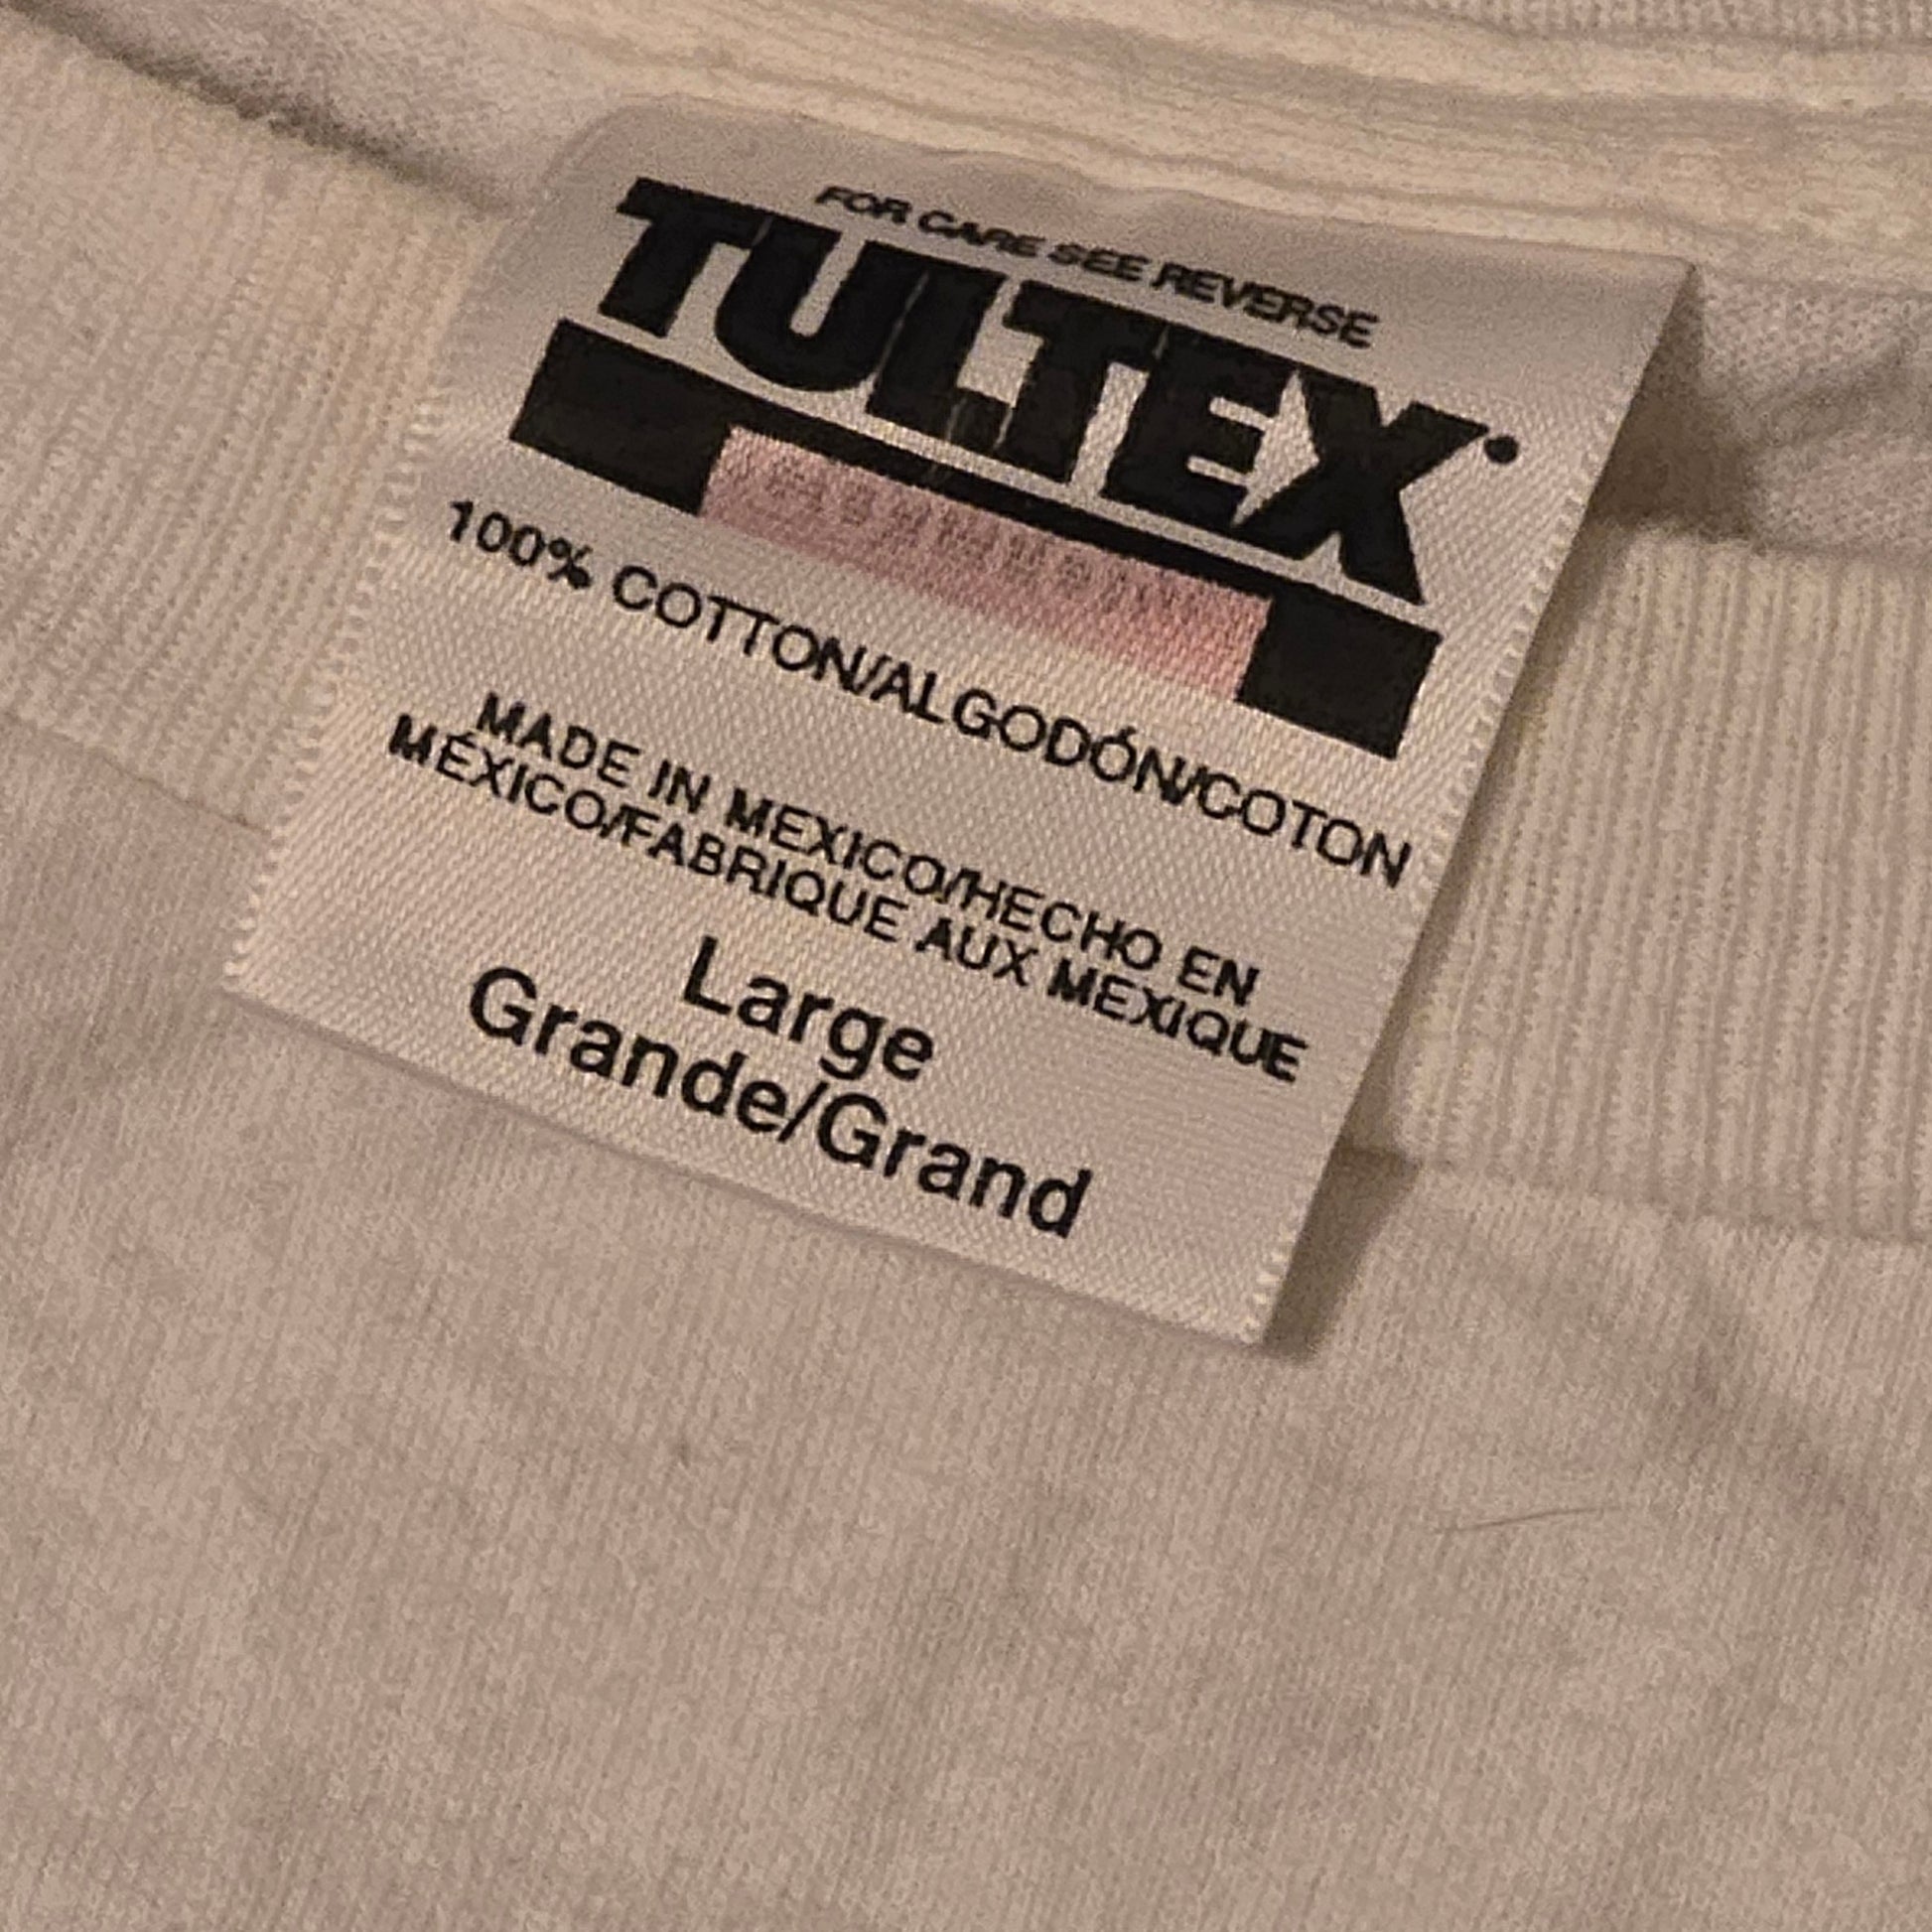 FOR CARE SEE REVERSE
TULTEX
100% COTTON/ALGODÓN/COTON
MADE IN MEXICO/HECHO EN
MÉXICO/FABRIQUE AUX MEXIQUE
Large
Grande/Grand